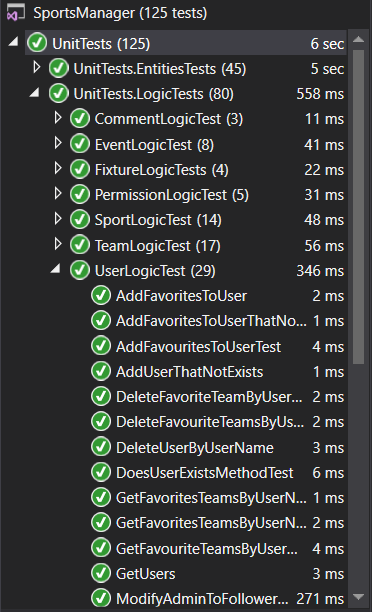 SportsManager (125 tests)
UnitTests (125) 6 sec
UnitTests.EntitiesTests (45) 5 sec
UnitTests.LogicTests (80) 558 ms
CommentLogicTest (3) 11 ms
EventLogicTest (8) 41 ms
FixtureLogicTests (4) 22 ms
PermissionLogicTest (5) 31 ms
SportLogicTest (14) 48 ms
TeamLogicTest (17) 56 ms
UserLogicTest (29) 346 ms
AddFavoritesToUser 2 ms
AddFavoritesToUserThatNo... 1 ms
AddFavouritesToUserTest 4 ms
AddUserThatNotExists 1 ms
DeleteFavoriteTeamByUser... 2 ms
DeleteFavouriteTeamsByUs... 2 ms
DeleteUserByUserName 3 ms
DoesUserExistsMethodTest 6 ms
GetFavoritesTeamsByUserN... 1 ms
GetFavoritesTeamsByUserN... 2 ms
GetFavouriteTeamsByUser... 4 ms
GetUsers 3 ms
ModifyAdminToFollower... 271 ms